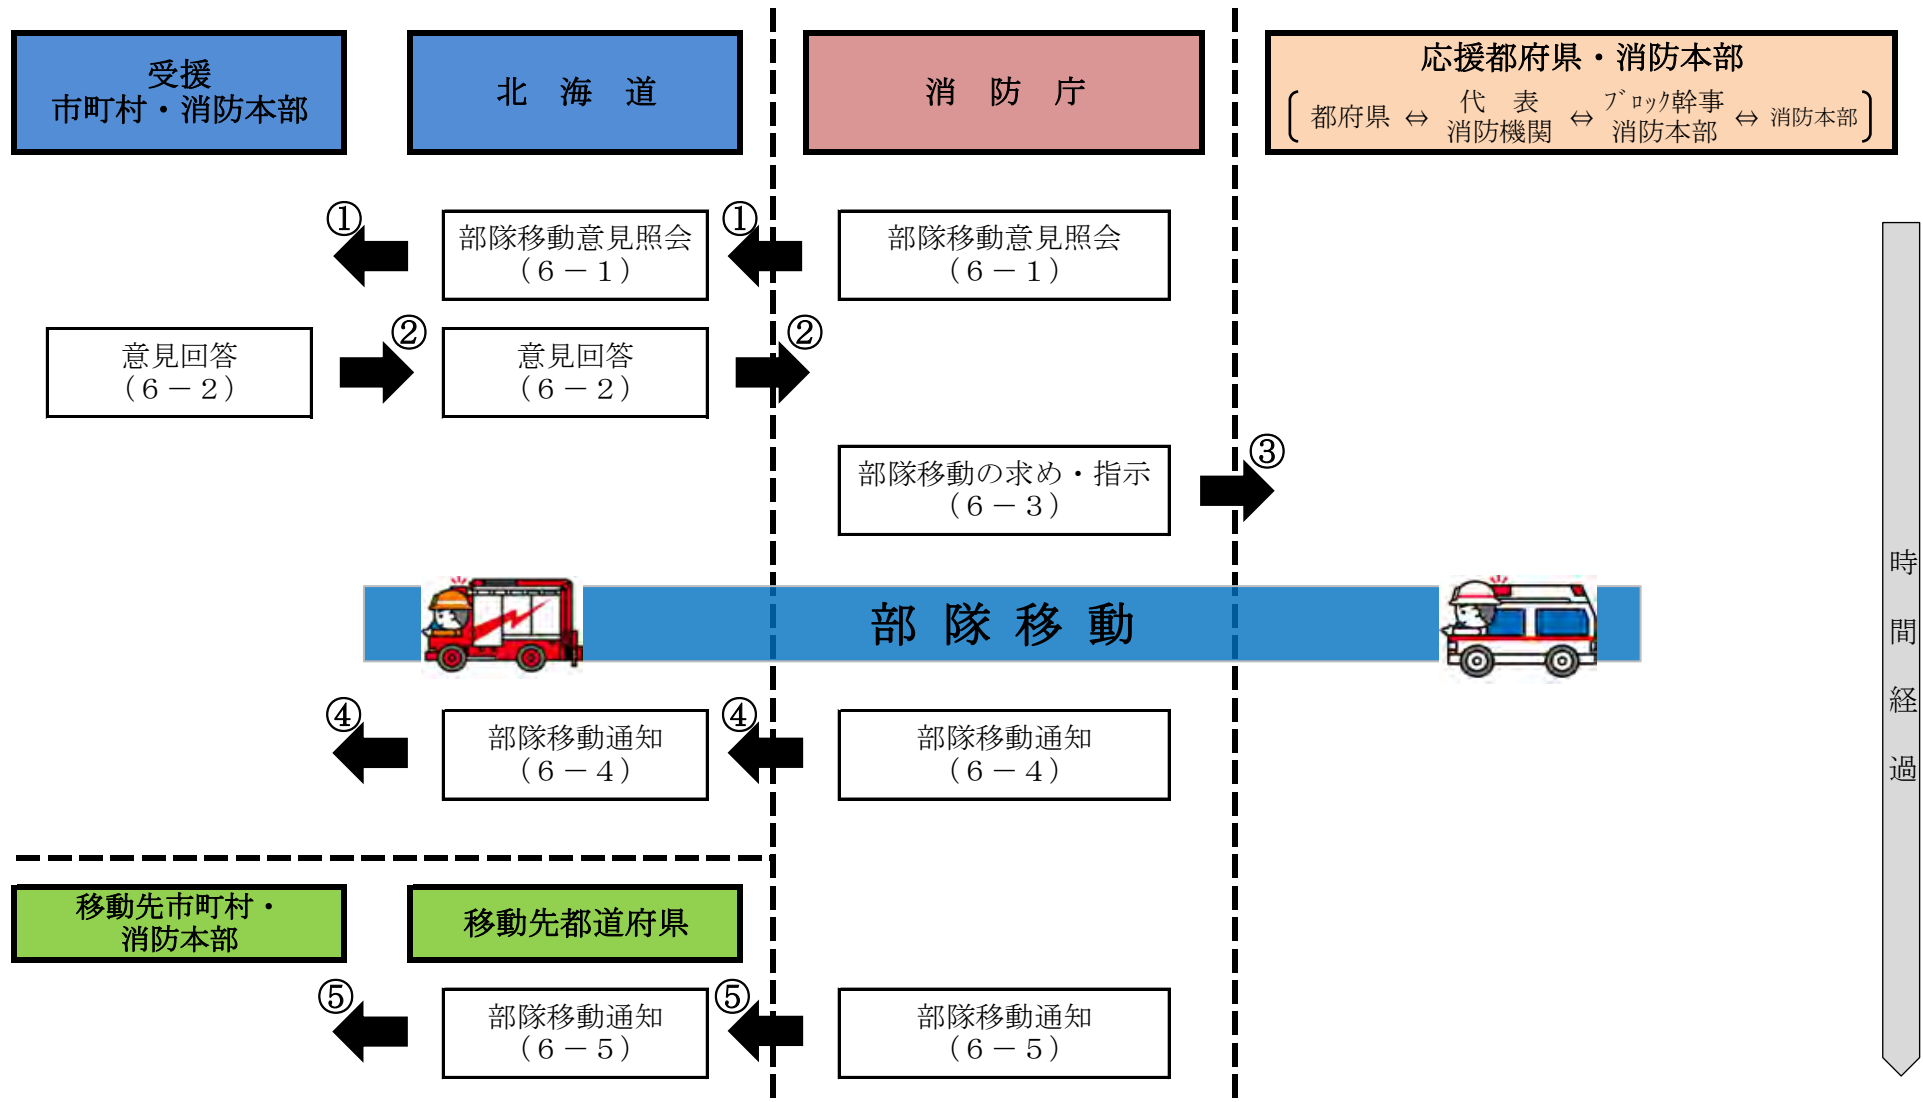 受援
市町村・消防本部
北　海　道
消　防　庁
応援都府県・消防本部
都府県 ⇔ 代　表 消防機関 ⇔ ﾌﾞﾛｯｸ幹事 消防本部 ⇔ 消防本部
①
部隊移動意見照会
（６－１）
①
部隊移動意見照会
（６－１）
意見回答
（６－２）
②
意見回答
（６－２）
②
部隊移動の求め・指示
（６－３）
③
部 隊 移 動
④
部隊移動通知
（６－４）
④
部隊移動通知
（６－４）
移動先市町村・
消防本部
移動先都道府県
⑤
部隊移動通知
（６－５）
⑤
部隊移動通知
（６－５）
時間経過